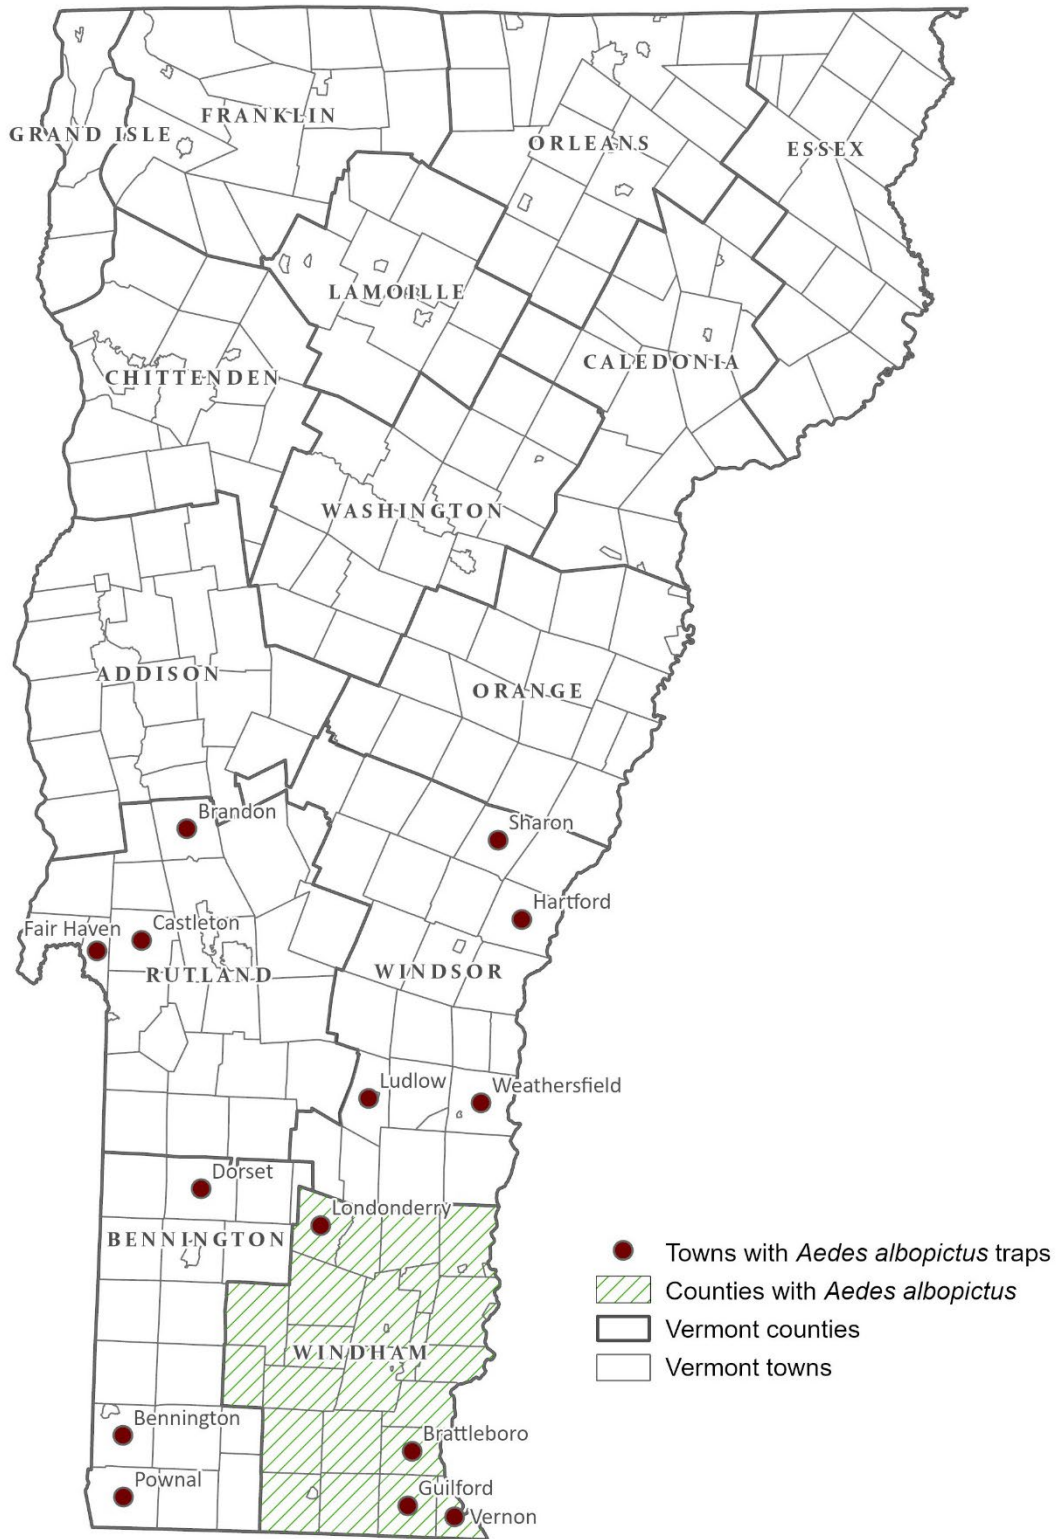 FRANKLIN
GRAND ISLE
ORLEANS
ESSEX
LAMOILLE
CALEDONIA
CHITTENDEN
WASHINGTON
ADDISON
ORANGE
Brandon
Sharon
Hartford
Fair Haven
Castleton
RUTLAND
WINDSOR
Ludlow
Weathersfield
Dorset
Londonderry
BENNINGTON
Towns with Aedes albopictus traps
Counties with Aedes albopictus
Vermont counties
Vermont towns
WINDHAM
Bennington
Brattleboro
Pownal
Guilford
Vernon